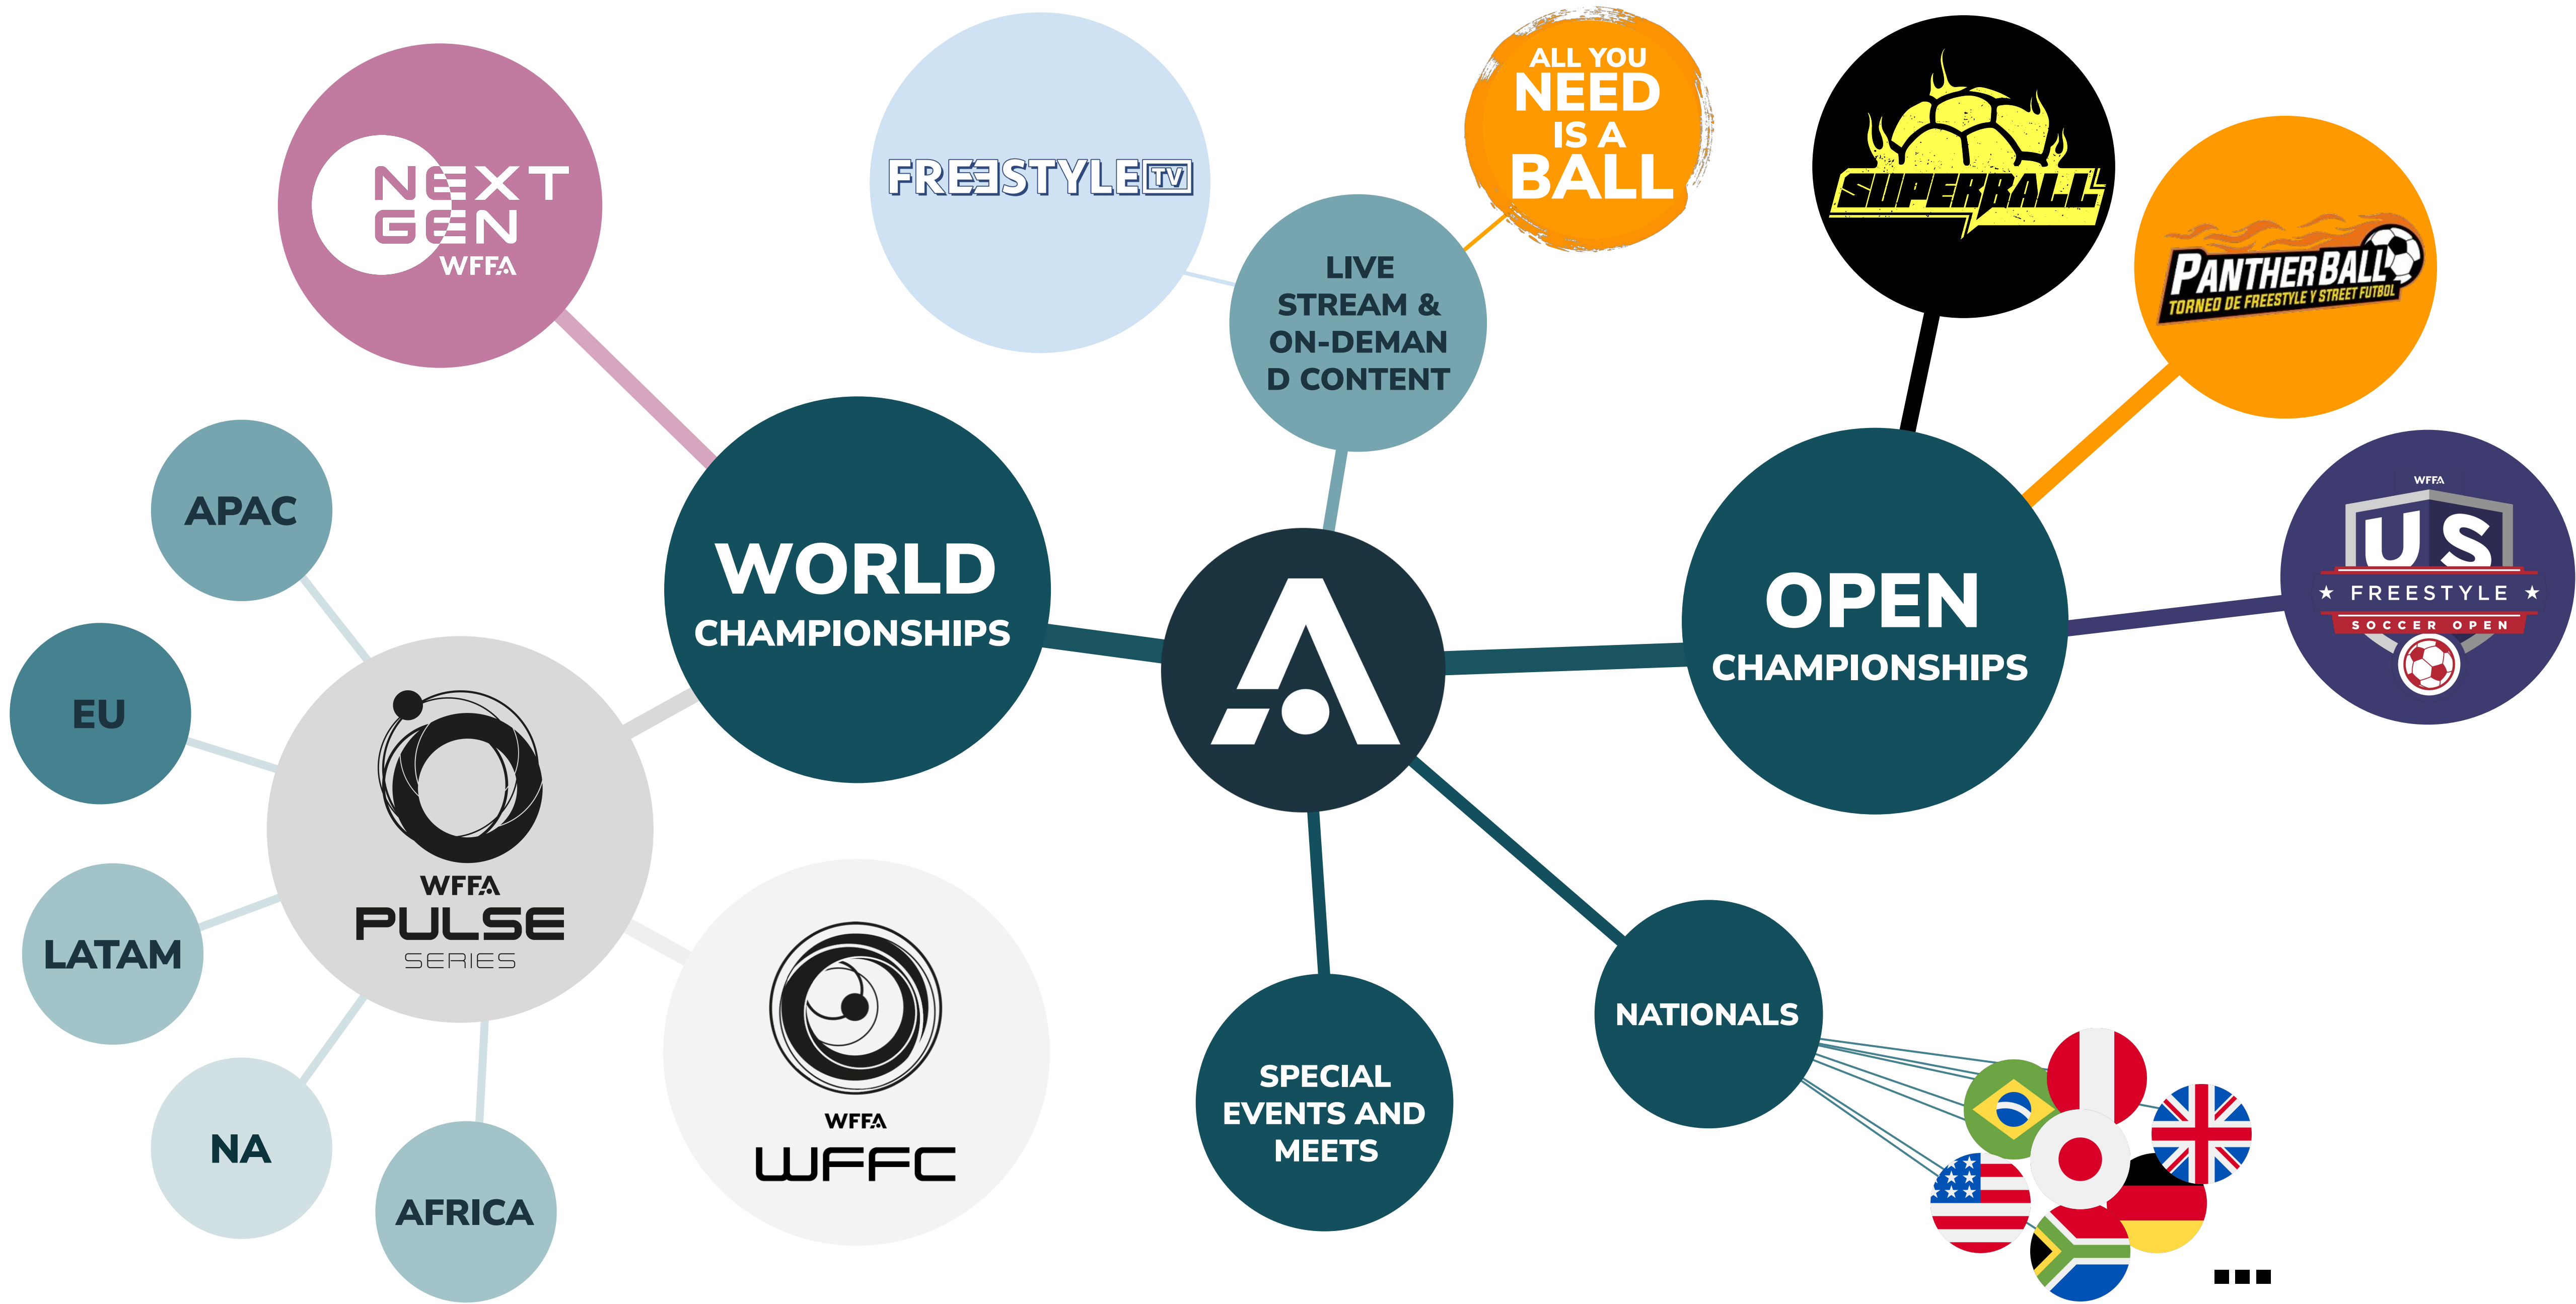 NEXT
GEN
WFFA
FREESTYLE TV
ALL YOU
NEED
IS A
BALL
LIVE
STREAM &
ON-DEMAN
D CONTENT
SUPERBALL
PANTHER BALL
TORNEO DE FREESTYLE Y STREET FUTBOL
WFFA
US
★ FREESTYLE ★
SOCCER OPEN
WORLD
CHAMPIONSHIPS
OPEN
CHAMPIONSHIPS
APAC
EU
LATAM
NA
AFRICA
WFFA
PULSE
SERIES
WFFA
WFFC
SPECIAL
EVENTS AND
MEETS
NATIONALS
...